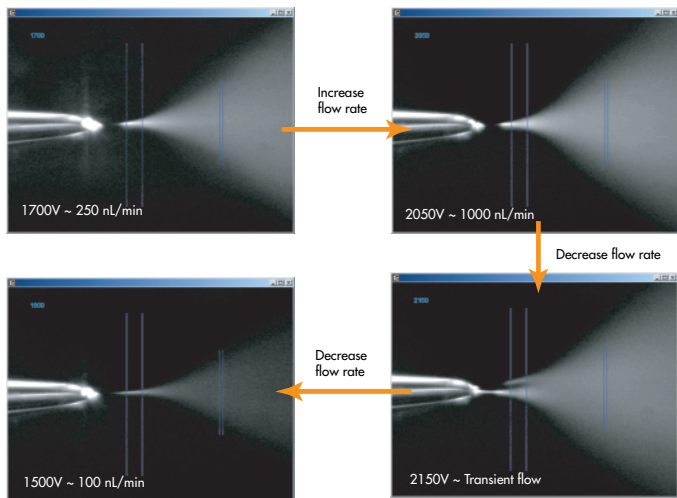 1700
1700V ~ 250 nL/min
Increase
flow rate
2050V ~ 1000 nL/min
Decrease flow rate
2150V ~ Transient flow
Decrease
flow rate
1500V ~ 100 nL/min